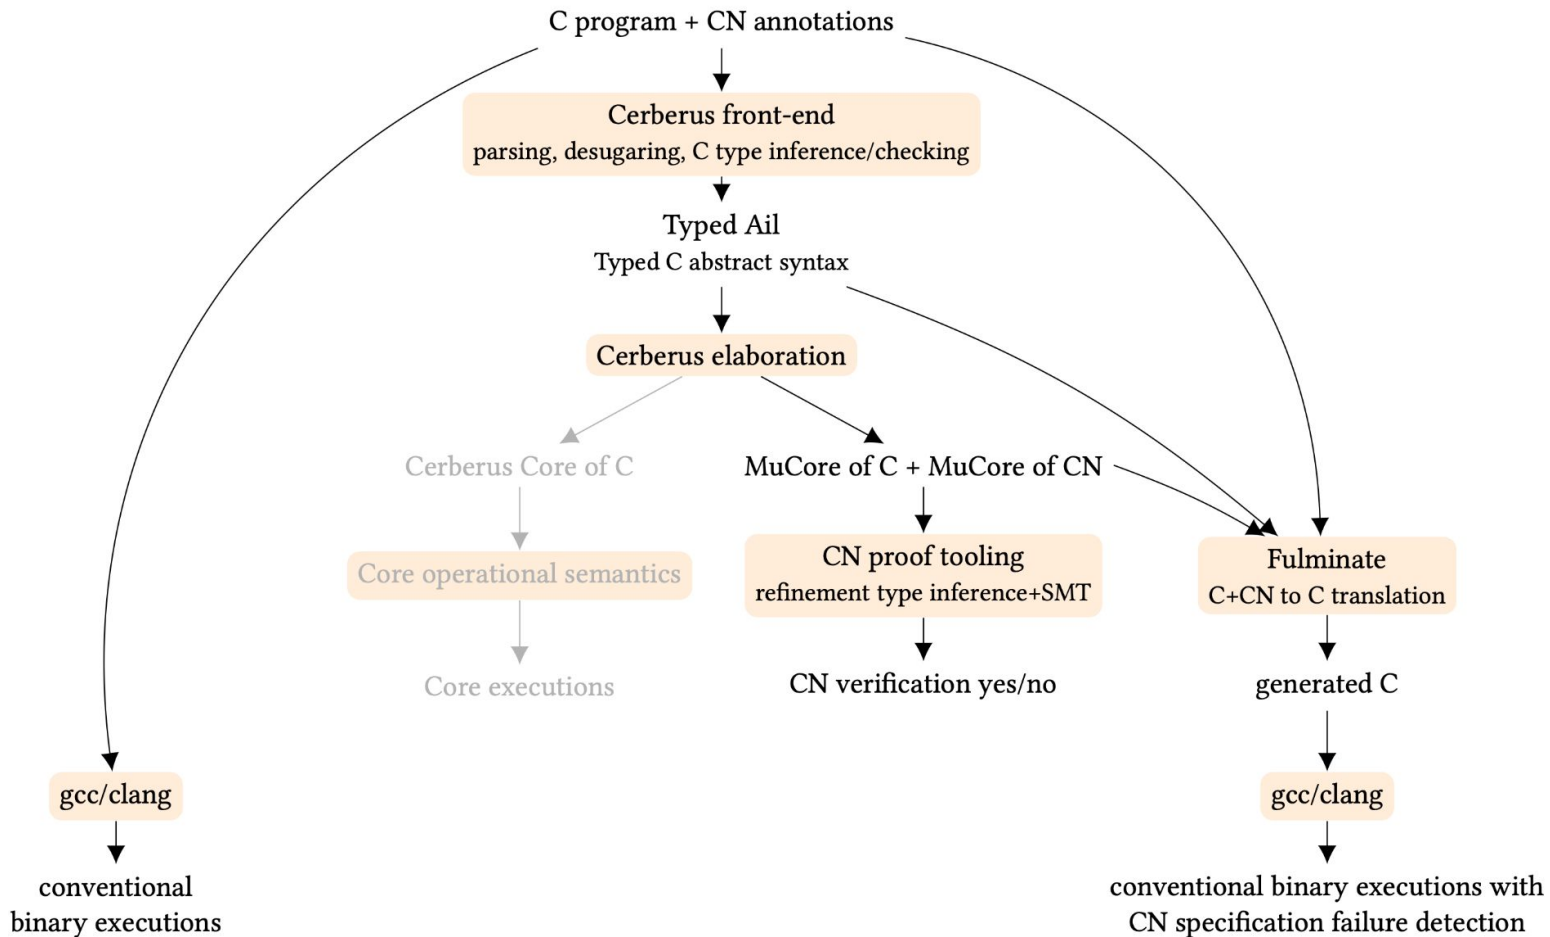 C program + CN annotations
Cerberus front-end
parsing, desugaring, C type inference/checking
Typed Ail
Typed C abstract syntax
Cerberus elaboration
Cerberus Core of C
MuCore of C + MuCore of CN
Core operational semantics
CN proof tooling
refinement type inference+SMT
Fulminate
C+CN to C translation
Core executions
CN verification yes/no
generated C
gcc/clang
gcc/clang
conventional
binary executions
conventional binary executions with
CN specification failure detection